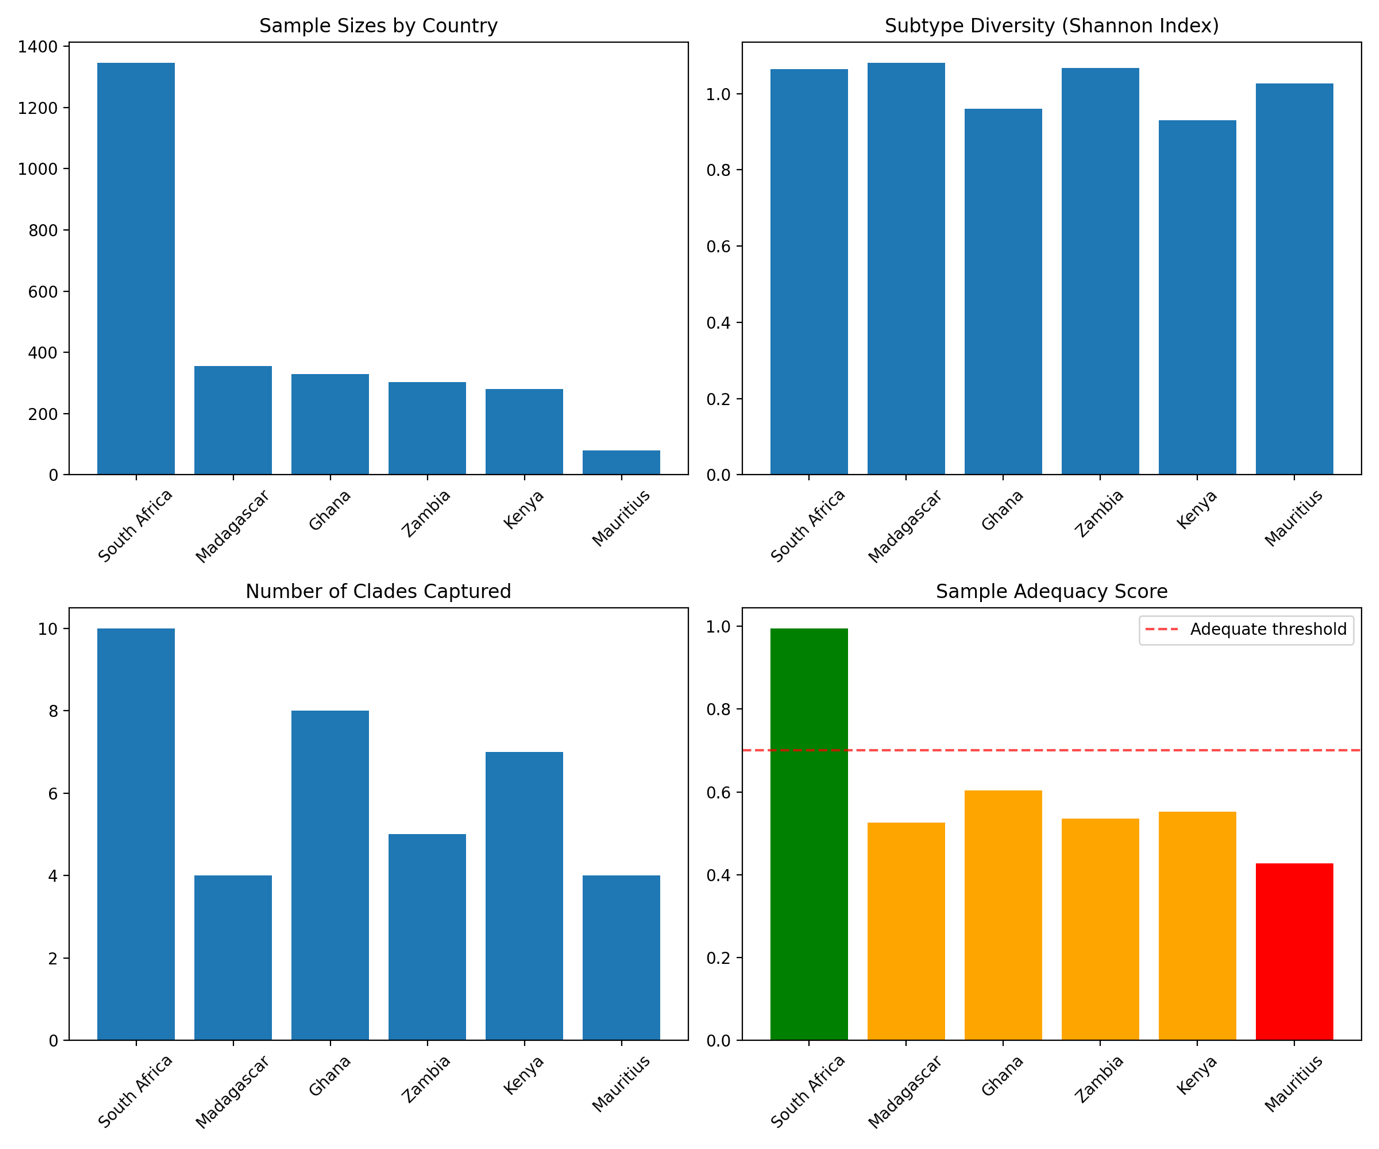 Sample Sizes by Country
1400
1200
1000
800
600
400
200
0
South Africa
Madagascar
Ghana
Zambia
Kenya
Mauritius
Subtype Diversity (Shannon Index)
1.0
0.8
0.6
0.4
0.2
0.0
South Africa
Madagascar
Ghana
Zambia
Kenya
Mauritius
Number of Clades Captured
10
8
6
4
2
0
South Africa
Madagascar
Ghana
Zambia
Kenya
Mauritius
Sample Adequacy Score
Adequate threshold
1.0
0.8
0.6
0.4
0.2
0.0
South Africa
Madagascar
Ghana
Zambia
Kenya
Mauritius